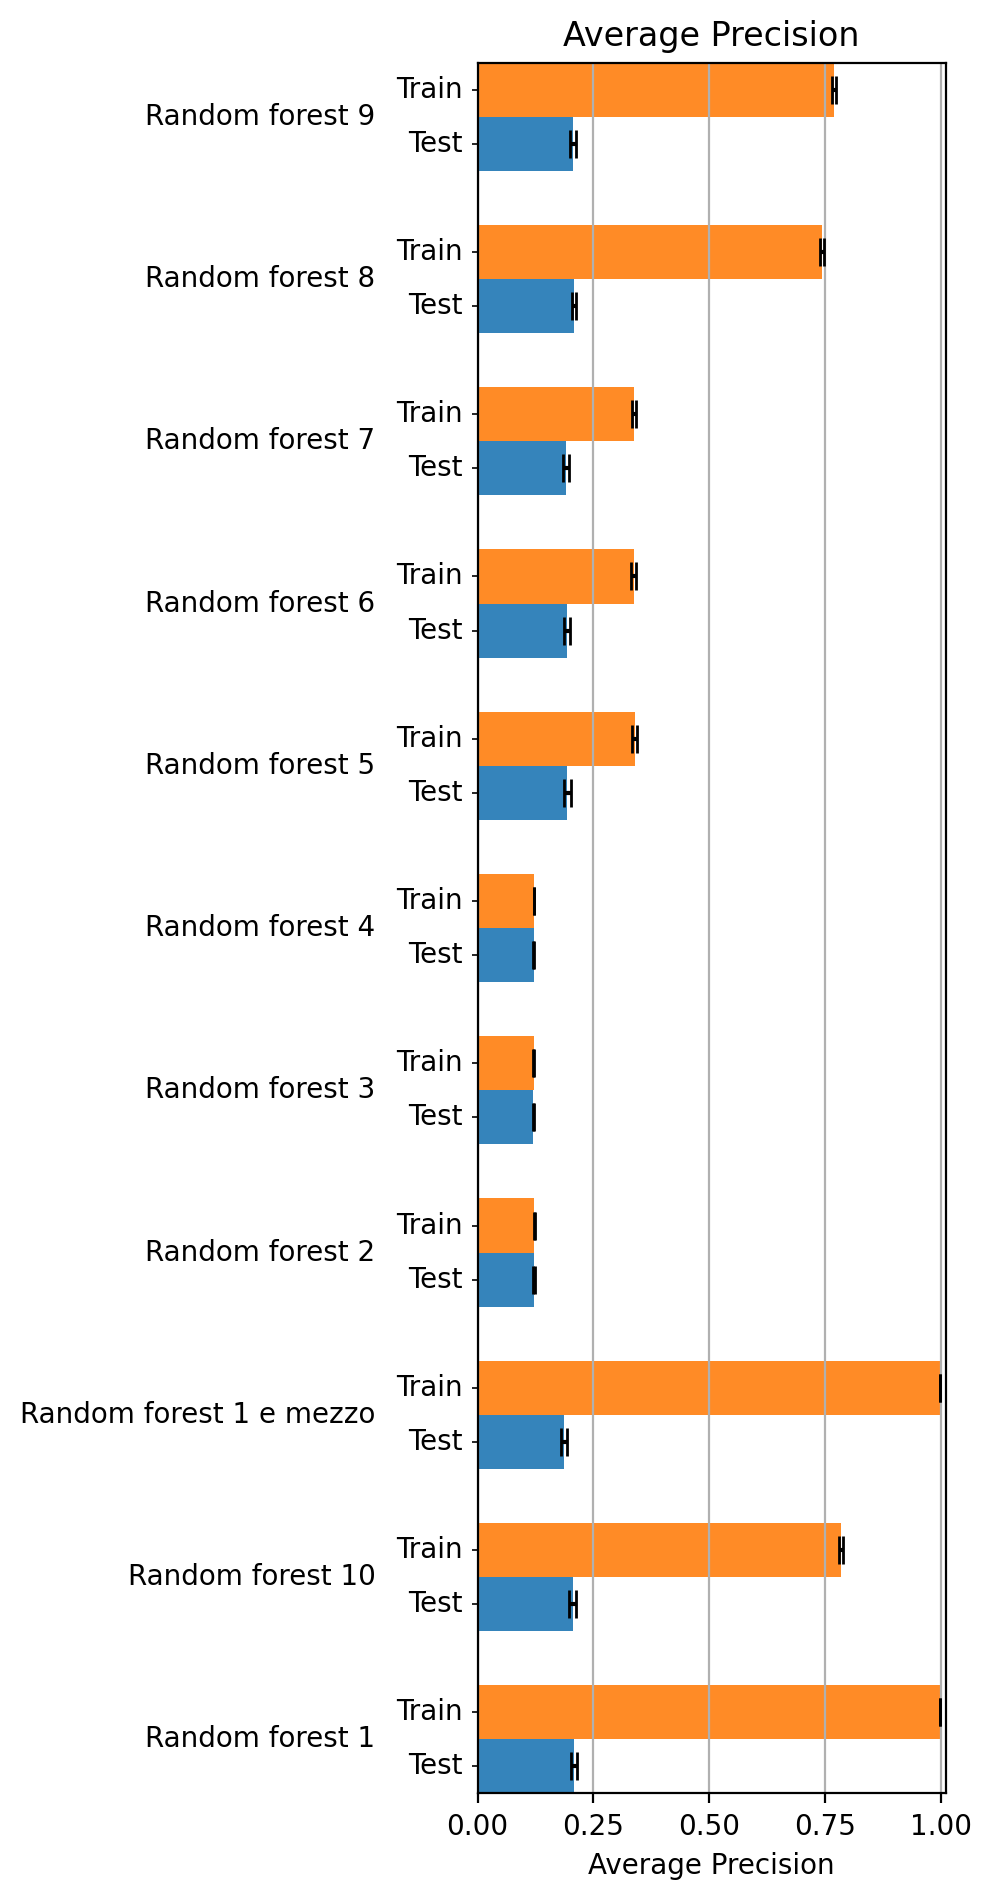 Average Precision
Train
Random forest 9
Test
Train
Random forest 8
Test
Train
Random forest 7
Test
Train
Random forest 6
Test
Train
Random forest 5
Test
Train
Random forest 4
Test
Train
Random forest 3
Test
Train
Random forest 2
Test
Train
Random forest 1 e mezzo
Test
Train
Random forest 10
Test
Train
Random forest 1
Test
0.00 0.25 0.50 0.75 1.00
Average Precision